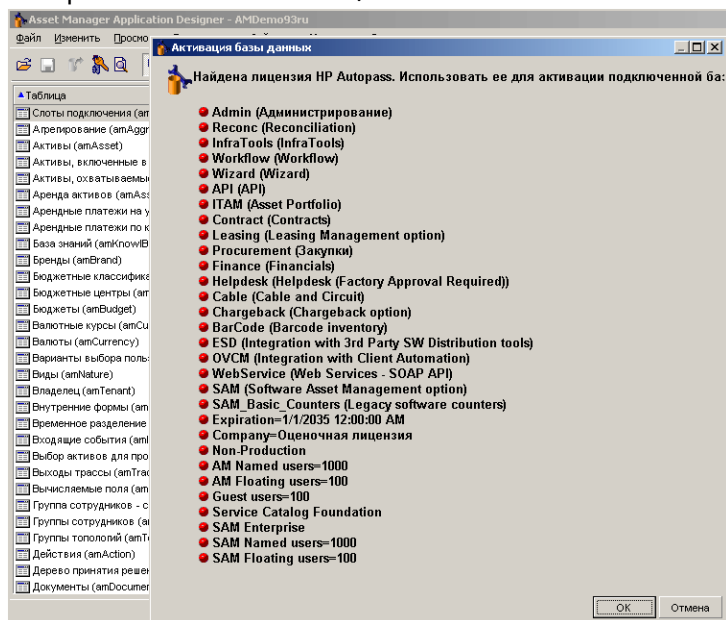 Asset Manager Application Designer - AMDemo93ru
Файл Изменить Просмо
Активация базы данных
Найдена лицензия HP Autopass. Использовать ее для активации подключенной ба:
Таблица
Слоты подключения (am
Агрегирование (amAggr
Активы (amAsset)
Активы, включенные в
Активы, охватываемы
Аренда активов (amAss
Арендные платежи на у
Арендные платежи по к
База знаний (amKnowlB
Бренды (amBrand)
Бюджетные классифика
Бюджетные центры (am
Бюджеты (amBudget)
Валютные курсы (amCu
Валюты (amCurrency)
Варианты выбора поль
Виды (amNature)
Владелец (amTenant)
Внутренние формы (am
Временное разделение
Входящие события (amI
Выбор активов для про
Выходы трассы (amTrac
Вычисляемые поля (am
Группа сотрудников - с
Группы сотрудников (a
Группы топологий (amT
Действия (amAction)
Дерево принятия реше
Документы (amDocumer
Admin (Администрирование)
Reconc (Reconciliation)
InfraTools (InfraTools)
Workflow (Workflow)
Wizard (Wizard)
API (API)
ITAM (Asset Portfolio)
Contract (Contracts)
Leasing (Leasing Management option)
Procurement (Закупки)
Finance (Financials)
Helpdesk (Helpdesk (Factory Approval Required))
Cable (Cable and Circuit)
Chargeback (Chargeback option)
BarCode (Barcode inventory)
ESD (Integration with 3rd Party SW Distribution tools)
OVCM (Integration with Client Automation)
WebService (Web Services - SOAP API)
SAM (Software Asset Management option)
SAM_Basic_Counters (Legacy software counters)
Expiration=1/1/2035 12:00:00 AM
Company=Оценочная лицензия
Non-Production
AM Named users=1000
AM Floating users=100
Guest users=100
Service Catalog Foundation
SAM Enterprise
SAM Named users=1000
SAM Floating users=100
OK Отмена